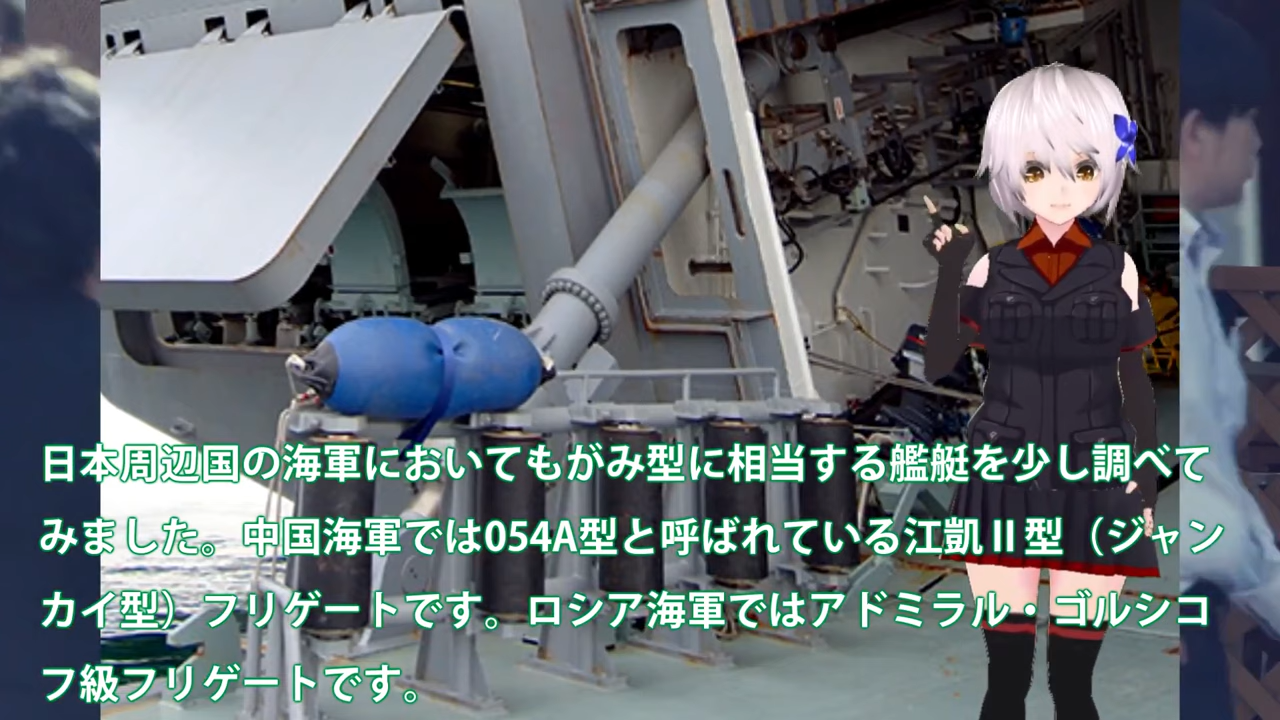 日本周辺国の海軍においてもがみ型に相当する艦艇を少し調べて
みました。中国海軍では054A型と呼ばれている江凱Ⅱ型（ジャン
カイ型）フリゲートです。ロシア海軍ではアドミラル・ゴルシコ
フ級フリゲートです。